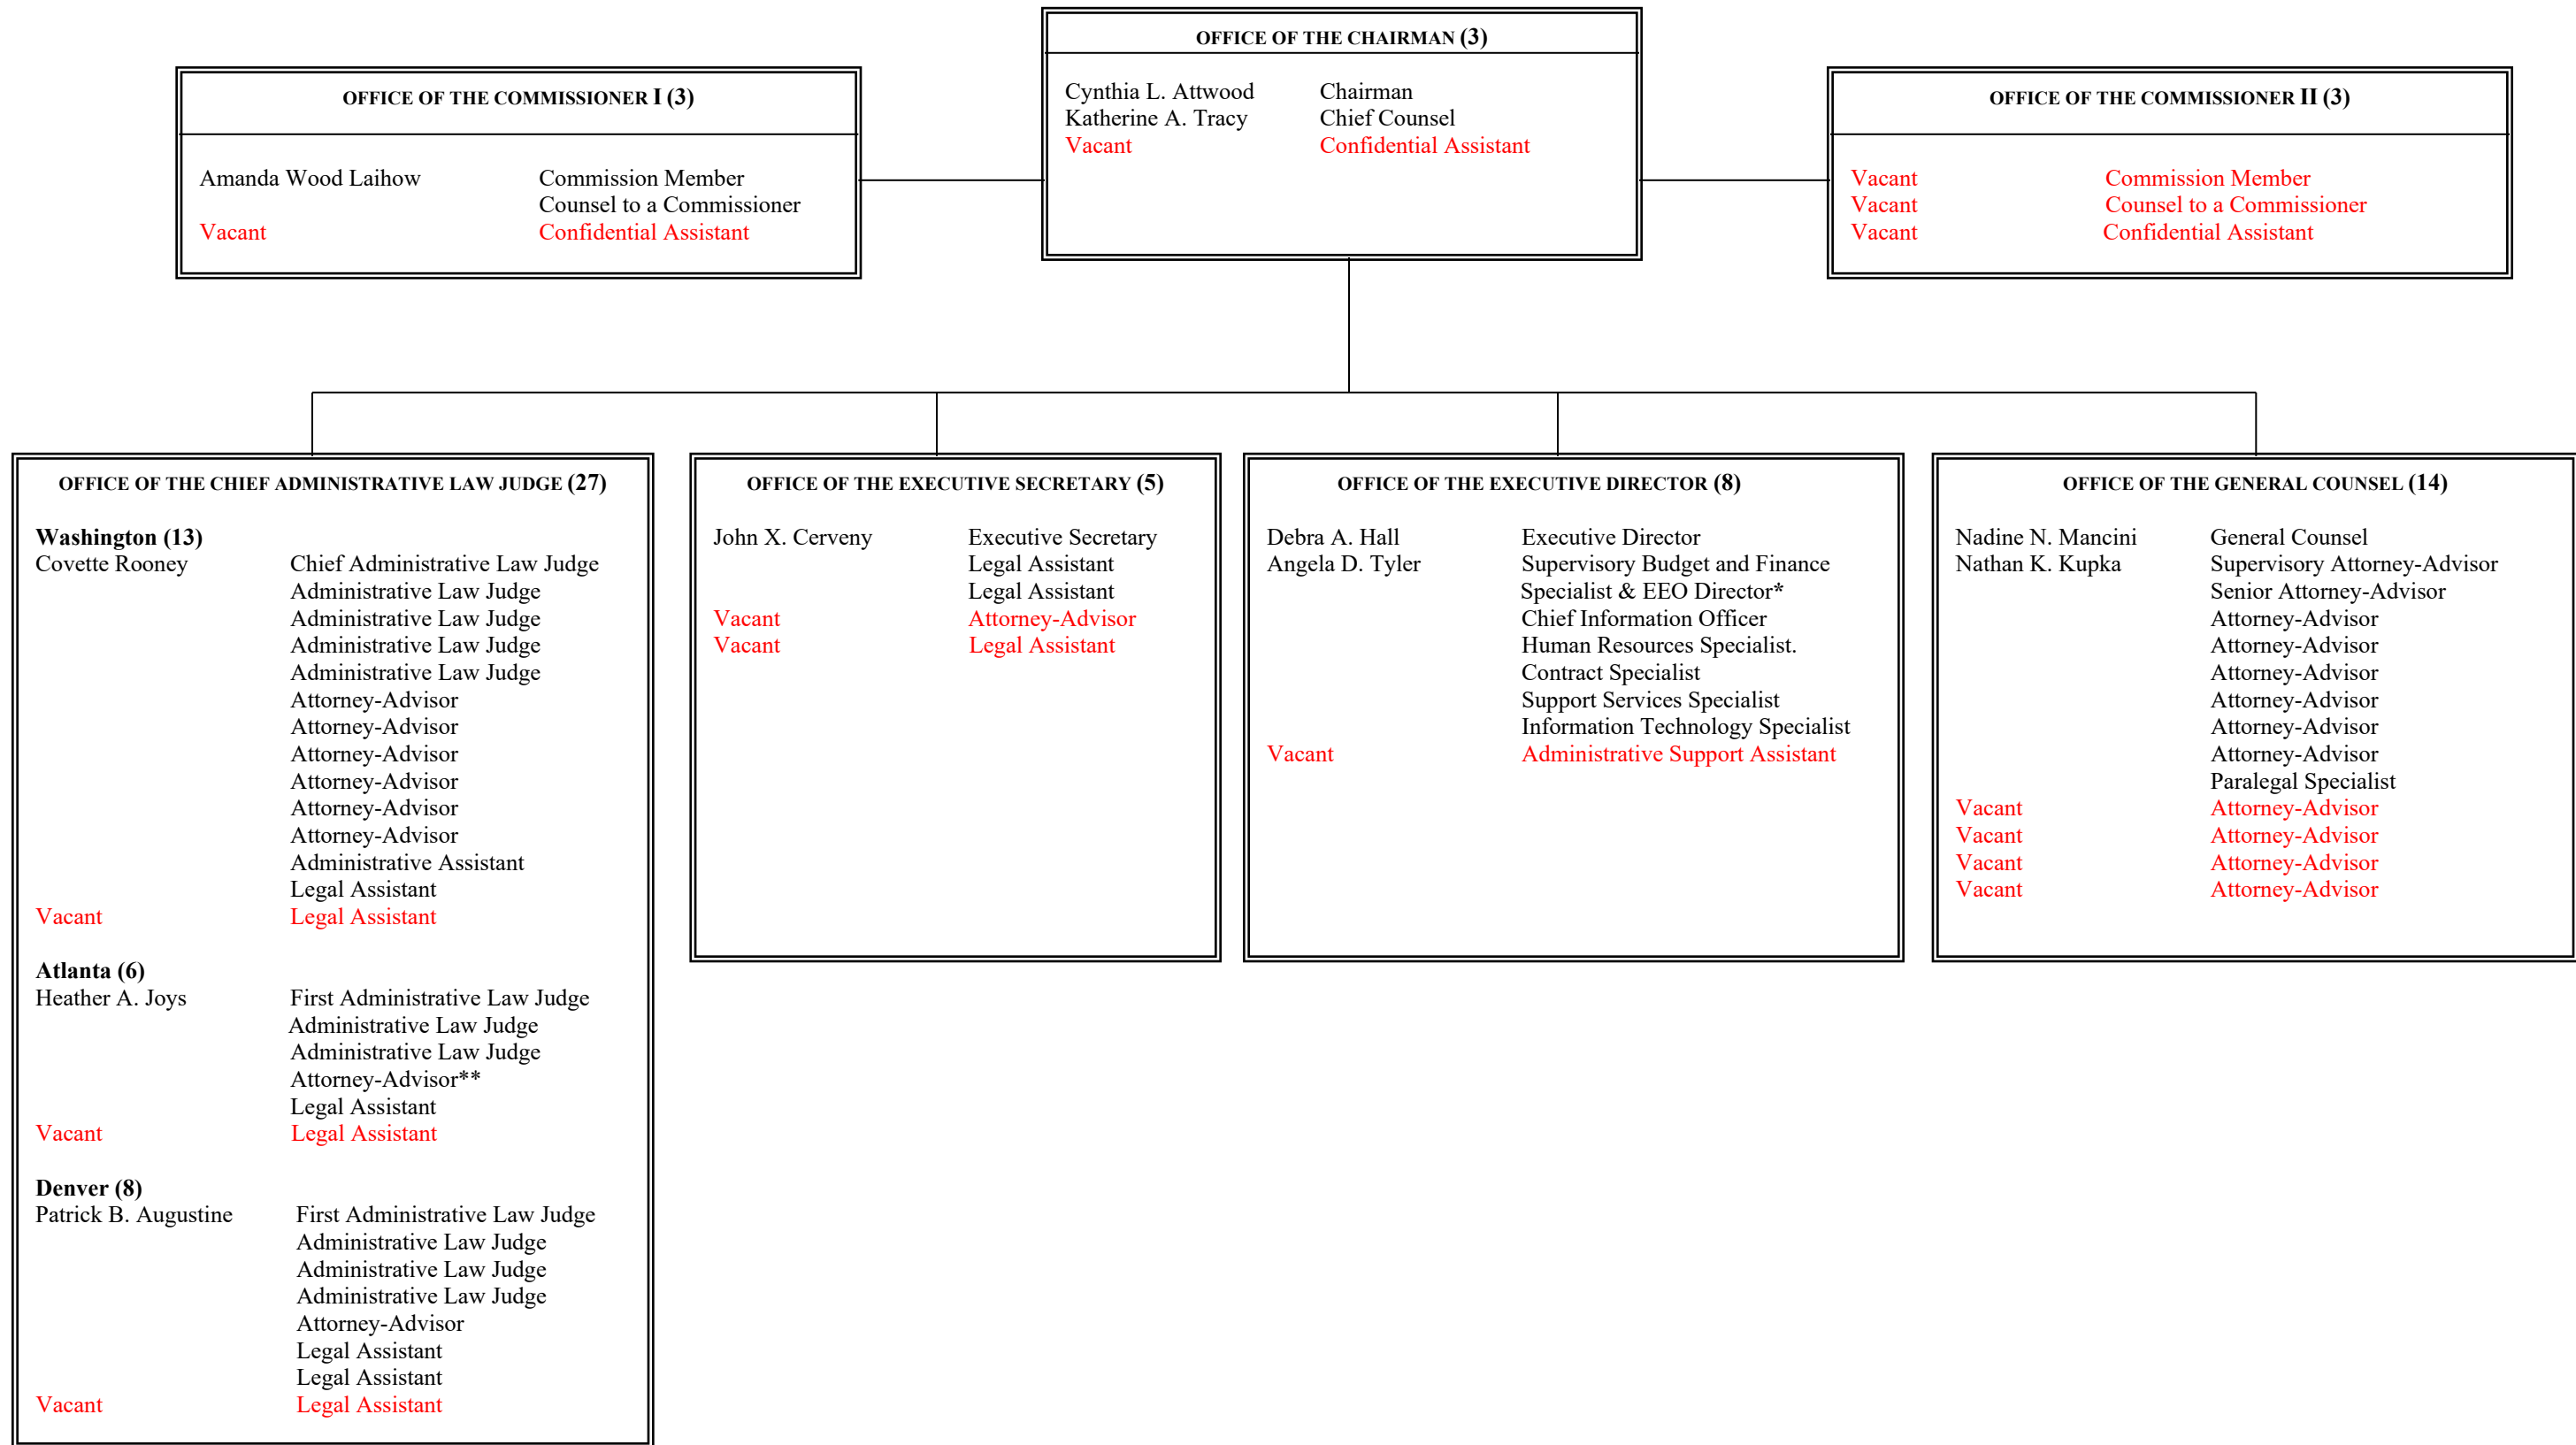 OFFICE OF THE CHAIRMAN (3)
Cynthia L. Attwood Chairman
Katherine A. Tracy Chief Counsel
Vacant Confidential Assistant
OFFICE OF THE COMMISSIONER I (3)
Amanda Wood Laihow Commission Member
Counsel to a Commissioner
Vacant Confidential Assistant
OFFICE OF THE COMMISSIONER II (3)
Vacant Commission Member
Vacant Counsel to a Commissioner
Vacant Confidential Assistant
OFFICE OF THE CHIEF ADMINISTRATIVE LAW JUDGE (27)
Washington (13)
Covette Rooney Chief Administrative Law Judge
Administrative Law Judge
Administrative Law Judge
Administrative Law Judge
Administrative Law Judge
Attorney-Advisor
Attorney-Advisor
Attorney-Advisor
Attorney-Advisor
Attorney-Advisor
Attorney-Advisor
Administrative Assistant
Legal Assistant
Vacant Legal Assistant
Atlanta (6)
Heather A. Joys First Administrative Law Judge
Administrative Law Judge
Administrative Law Judge
Attorney-Advisor**
Legal Assistant
Vacant Legal Assistant
Denver (8)
Patrick B. Augustine First Administrative Law Judge
Administrative Law Judge
Administrative Law Judge
Administrative Law Judge
Attorney-Advisor
Legal Assistant
Legal Assistant
Vacant Legal Assistant
OFFICE OF THE EXECUTIVE SECRETARY (5)
John X. Cerveny Executive Secretary
Legal Assistant
Legal Assistant
Vacant Attorney-Advisor
Vacant Legal Assistant
OFFICE OF THE EXECUTIVE DIRECTOR (8)
Debra A. Hall Executive Director
Angela D. Tyler Supervisory Budget and Finance
Specialist & EEO Director*
Chief Information Officer
Human Resources Specialist.
Contract Specialist
Support Services Specialist
Information Technology Specialist
Vacant Administrative Support Assistant
OFFICE OF THE GENERAL COUNSEL (14)
Nadine N. Mancini General Counsel
Nathan K. Kupka Supervisory Attorney-Advisor
Senior Attorney-Advisor
Attorney-Advisor
Attorney-Advisor
Attorney-Advisor
Attorney-Advisor
Attorney-Advisor
Attorney-Advisor
Paralegal Specialist
Vacant Attorney-Advisor
Vacant Attorney-Advisor
Vacant Attorney-Advisor
Vacant Attorney-Advisor